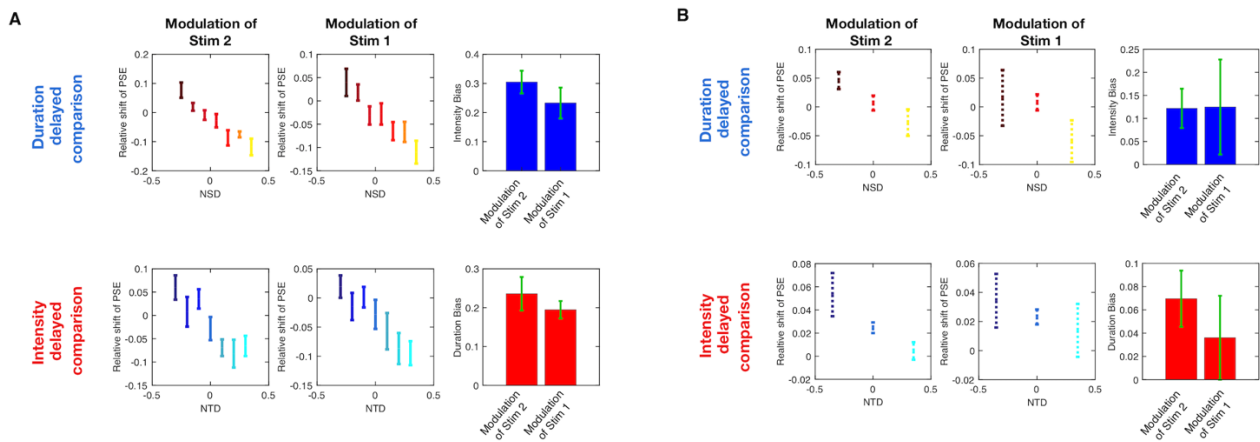 A
Modulation of
Stim 2
Modulation of
Stim 1
Duration
delayed
comparison
Relative shift of PSE
0.2
0.1
0
-0.1
-0.2
-0.5
0
0.5
NSD
Relative shift of PSE
0.1
0.05
0
-0.05
-0.1
-0.15
-0.5
0
0.5
NSD
Intensity Bias
0.4
0.3
0.2
0.1
0
Modulation
of Stim 2
Modulation
of Stim 1
Intensity
delayed
comparison
Relative shift of PSE
0.1
0.05
0
-0.05
-0.1
-0.15
-0.5
0
0.5
NTD
Relative shift of PSE
0.05
0
-0.05
-0.1
-0.15
-0.5
0
0.5
NTD
Duration Bias
0.3
0.2
0.1
0
Modulation
of Stim 2
Modulation
of Stim 1
B
Modulation of
Stim 2
Modulation of
Stim 1
Duration
delayed
comparison
Realtive shift of PSE
0.1
0.05
0
-0.05
-0.1
-0.5
0
0.5
NSD
Realtive shift of PSE
0.1
0.05
0
-0.05
-0.1
-0.5
0
0.5
NSD
Intensity Bias
0.25
0.2
0.15
0.1
0.05
0
Modulation
of Stim 2
Modulation
of Stim 1
Intensity
delayed
comparison
Realtive shift of PSE
0.08
0.06
0.04
0.02
0
-0.02
-0.5
0
0.5
NTD
Realtive shift of PSE
0.06
0.04
0.02
0
-0.02
-0.5
0
0.5
NTD
Duration Bias
0.1
0.08
0.06
0.04
0.02
0
Modulation
of Stim 2
Modulation
of Stim 1